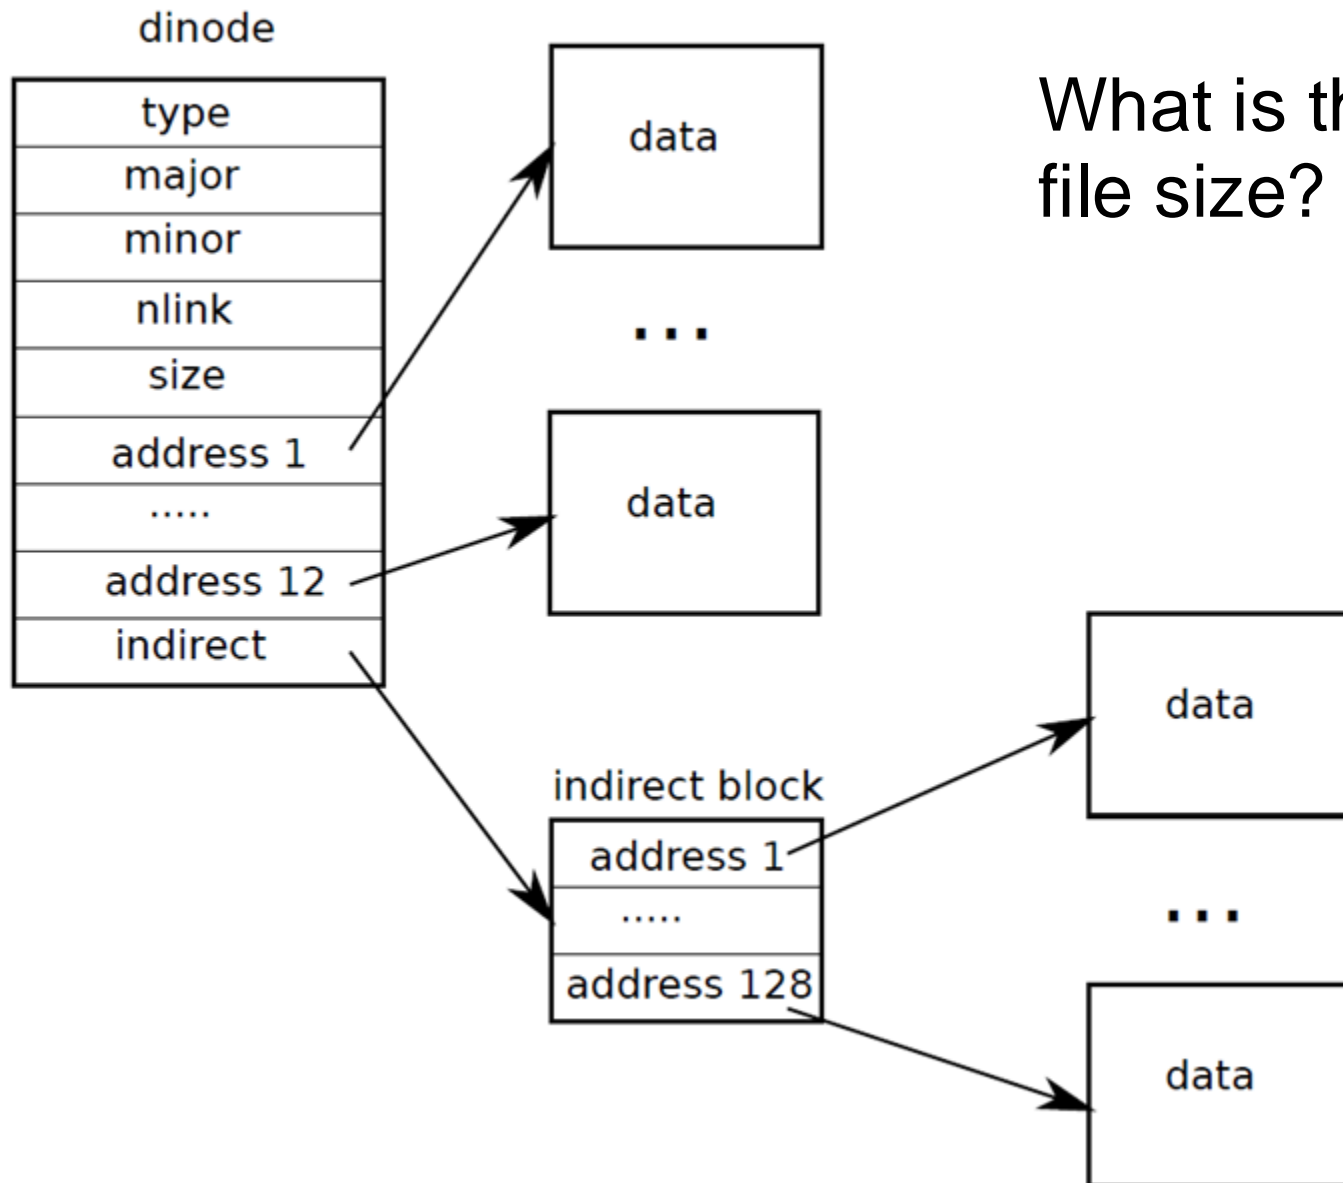 dinode
type
major
minor
nlink
size
address 1
.....
address 12
indirect
data
...
data
What is
file size?
indirect block
address 1
.....
address 128
data
...
data